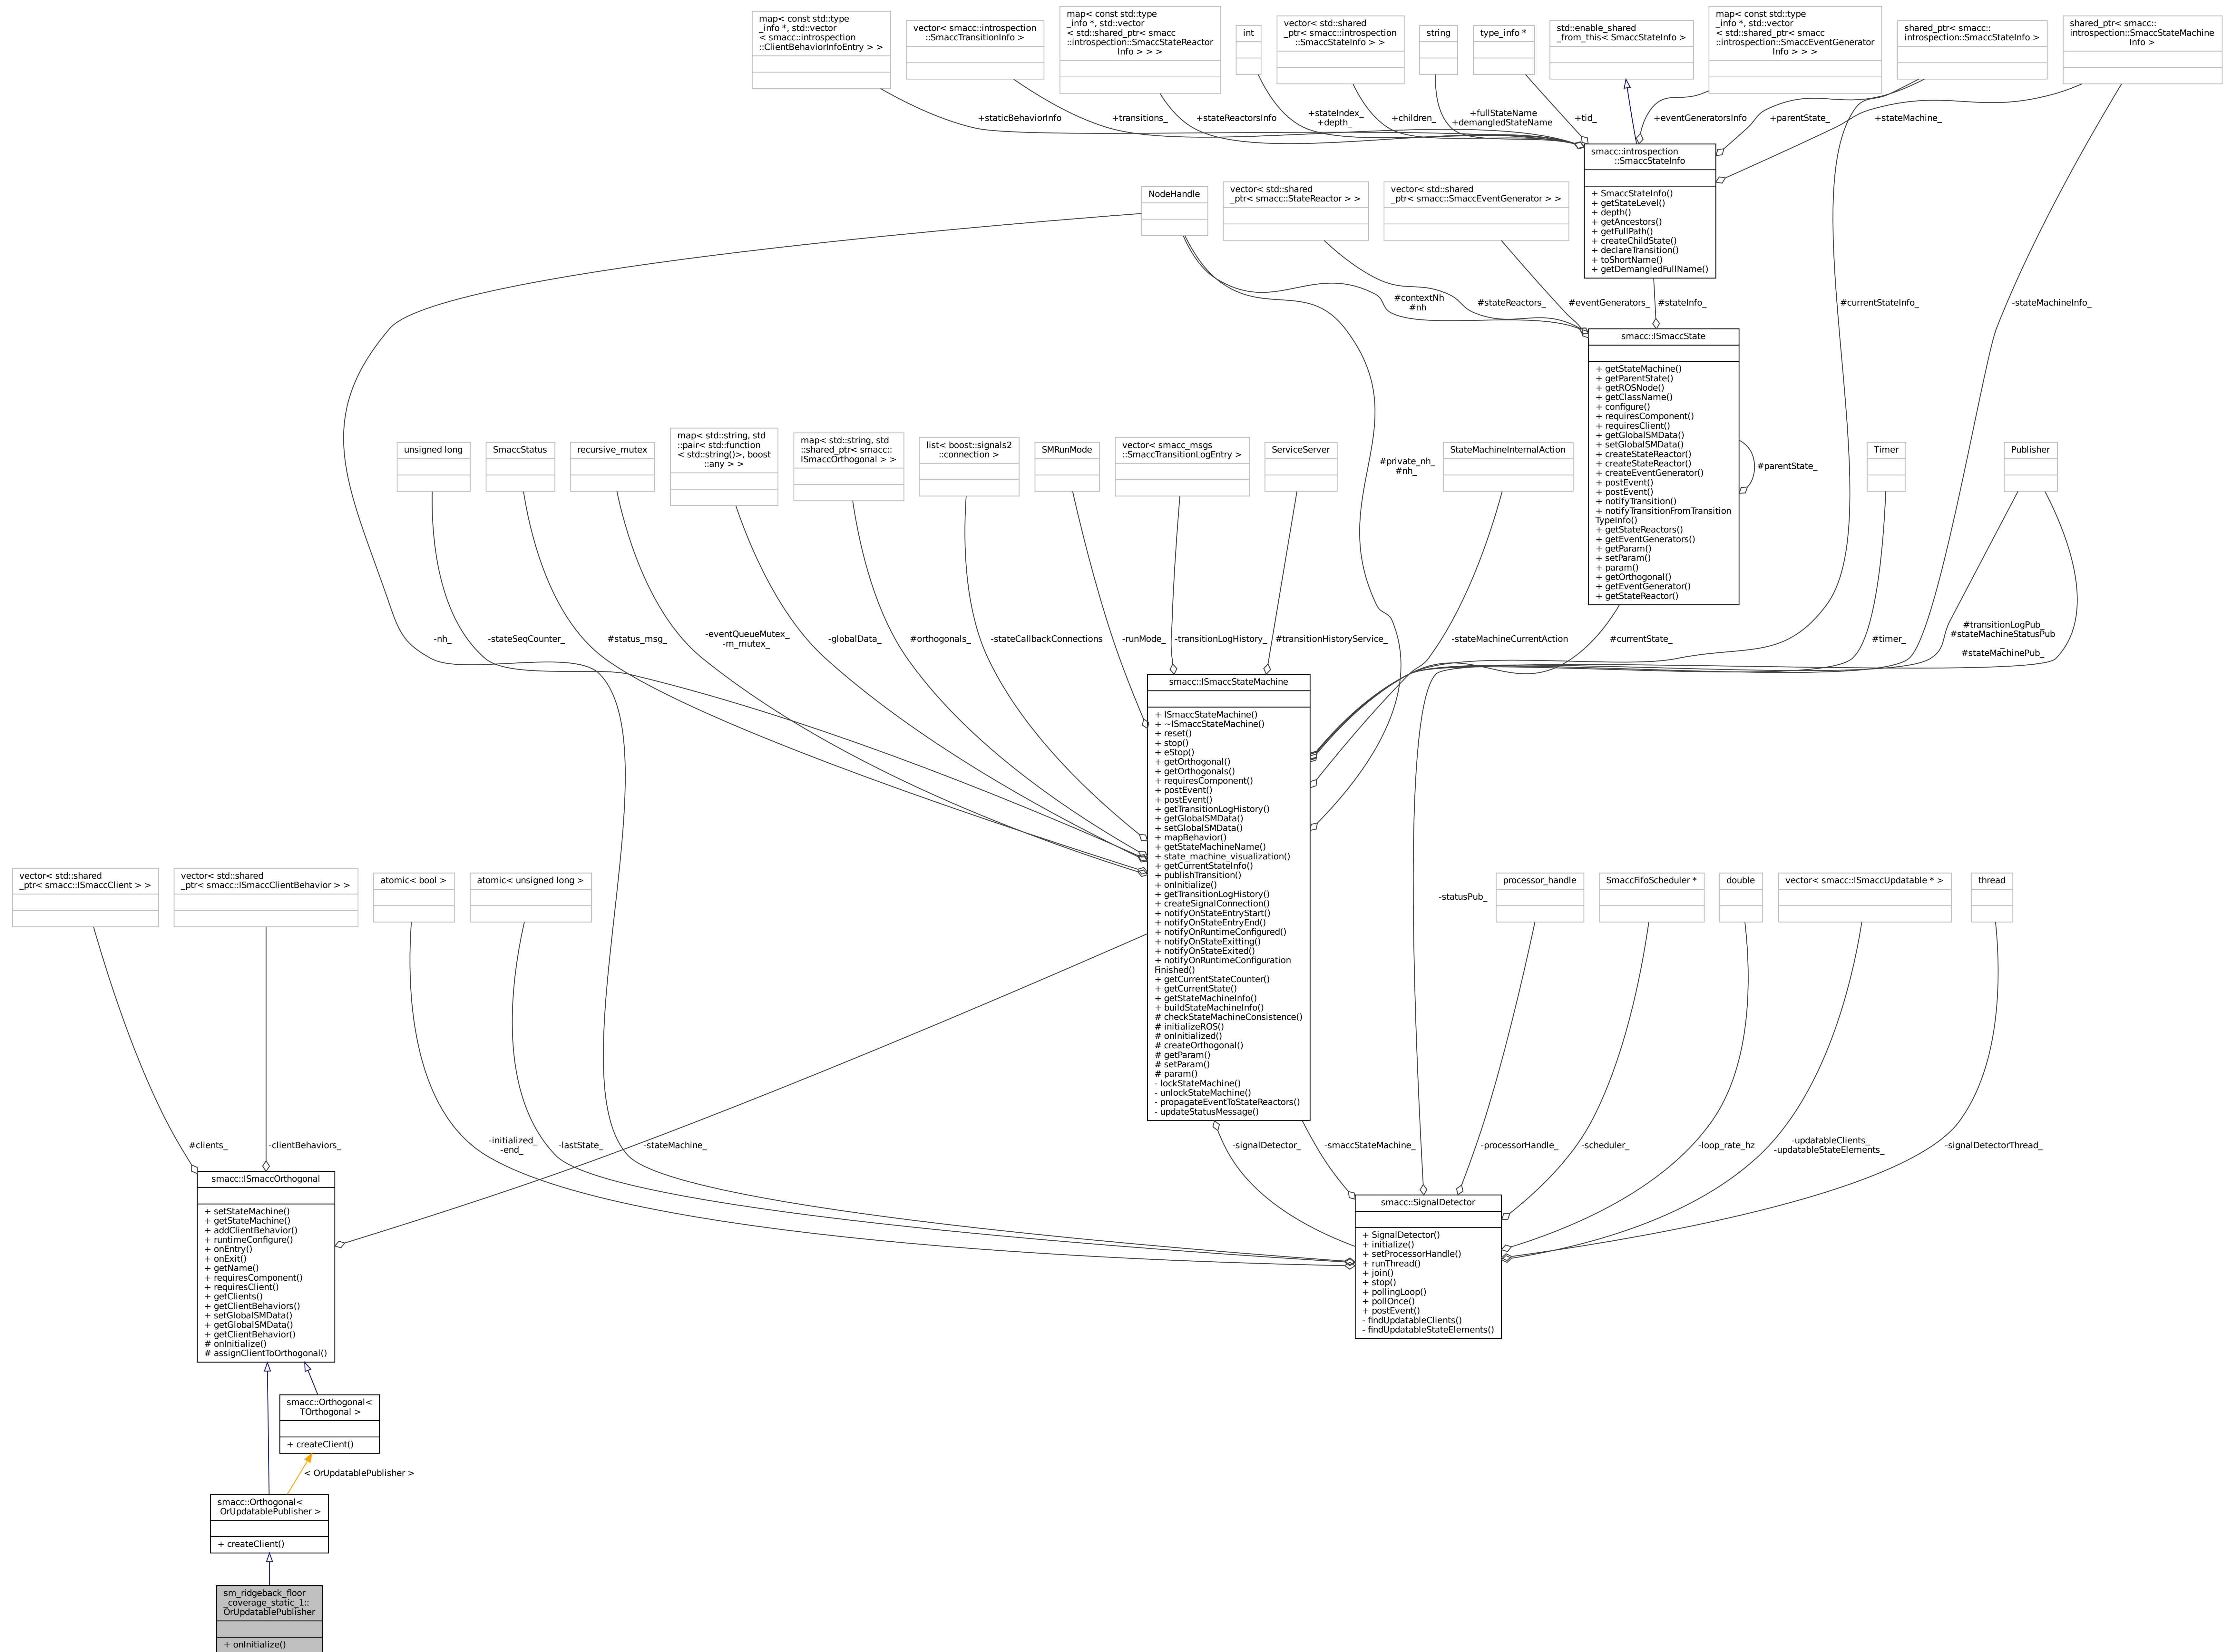 map< const std::type
_info *, std::vector
< smacc::introspection
::ClientBehaviorInfoEntry > >
vector< smacc::introspection
::SmaccTransitionInfo >
map< const std::type
_info *, std::vector
< std::shared_ptr< smacc
::introspection::SmaccStateReactor
Info > > >
int
vector< std::shared
_ptr< smacc::introspection
::SmaccStateInfo > >
string
type_info *
std::enable_shared
_from_this< SmaccStateInfo >
map< const std::type
_info *, std::vector
< std::shared_ptr< smacc
::introspection::SmaccEventGenerator
Info > > >
shared_ptr< smacc::
introspection::SmaccStateInfo >
shared_ptr< smacc::
introspection::SmaccStateMachine
Info >
+staticBehaviorInfo
+transitions_
+stateReactorsInfo
+stateIndex_
+depth_
+children_
+fullStateName
+demangledStateName
+tid_
+eventGeneratorsInfo
+parentState_
+stateMachine_
smacc::introspection
::SmaccStateInfo
+ SmaccStateInfo()
+ getStateLevel()
+ depth()
+ getAncestors()
+ getFullPath()
+ createChildState()
+ declareTransition()
+ toShortName()
+ getDemangledFullName()
NodeHandle
vector< std::shared
_ptr< smacc::StateReactor > >
vector< std::shared
_ptr< smacc::SmaccEventGenerator > >
#contextNh
#nh
#stateReactors_
#eventGenerators_
#stateInfo_
#currentStateInfo_
-stateMachineInfo_
smacc::ISmaccState
+ getStateMachine()
+ getParentState()
+ getROSNode()
+ getClassName()
+ configure()
+ requiresComponent()
+ requiresClient()
+ getGlobalSMData()
+ setGlobalSMData()
+ createStateReactor()
+ createStateReactor()
+ createEventGenerator()
+ postEvent()
+ postEvent()
+ notifyTransition()
+ notifyTransitionFromTransition
TypeInfo()
+ getStateReactors()
+ getEventGenerators()
+ getParam()
+ setParam()
+ param()
+ getOrthogonal()
+ getEventGenerator()
+ getStateReactor()
#parentState_
unsigned long
SmaccStatus
recursive_mutex
map< std::string, std
::pair< std::function
< std::string()>, boost
::any > >
map< std::string, std
::shared_ptr< smacc::
ISmaccOrthogonal > >
list< boost::signals2
::connection >
SMRunMode
vector< smacc_msgs
::SmaccTransitionLogEntry >
ServiceServer
#private_nh_
#nh_
StateMachineInternalAction
Timer
Publisher
-nh_
-stateSeqCounter_
#status_msg_
-eventQueueMutex_
-m_mutex_
-globalData_
#orthogonals_
-stateCallbackConnections
-runMode_
-transitionLogHistory_
#transitionHistoryService_
-stateMachineCurrentAction
#currentState_
#timer_
#transitionLogPub_
#stateMachineStatusPub
_
#stateMachinePub_
smacc::ISmaccStateMachine
+ ISmaccStateMachine()
+ ~ISmaccStateMachine()
+ reset()
+ stop()
+ eStop()
+ getOrthogonal()
+ getOrthogonals()
+ requiresComponent()
+ postEvent()
+ postEvent()
+ getTransitionLogHistory()
+ getGlobalSMData()
+ setGlobalSMData()
+ mapBehavior()
+ getStateMachineName()
+ state_machine_visualization()
+ getCurrentStateInfo()
+ publishTransition()
+ onInitialize()
+ getTransitionLogHistory()
+ createSignalConnection()
+ notifyOnStateEntryStart()
+ notifyOnStateEntryEnd()
+ notifyOnRuntimeConfigured()
+ notifyOnStateExitting()
+ notifyOnStateExited()
+ notifyOnRuntimeConfiguration
Finished()
+ getCurrentStateCounter()
+ getCurrentState()
+ getStateMachineInfo()
+ buildStateMachineInfo()
# checkStateMachineConsistence()
# initializeROS()
# onInitialized()
# createOrthogonal()
# getParam()
# setParam()
# param()
- lockStateMachine()
- unlockStateMachine()
- propagateEventToStateReactors()
- updateStatusMessage()
vector< std::shared
_ptr< smacc::ISmaccClient > >
vector< std::shared
_ptr< smacc::ISmaccClientBehavior > >
atomic< bool >
atomic< unsigned long >
-statusPub_
processor_handle
SmaccFifoScheduler *
double
vector< smacc::ISmaccUpdatable * >
thread
#clients_
-clientBehaviors_
-initialized_
-end_
-lastState_
-stateMachine_
-signalDetector_
-smaccStateMachine_
-processorHandle_
-scheduler_
-loop_rate_hz
-updatableClients_
-updatableStateElements_
-signalDetectorThread_
smacc::ISmaccOrthogonal
+ setStateMachine()
+ getStateMachine()
+ addClientBehavior()
+ runtimeConfigure()
+ onEntry()
+ onExit()
+ getName()
+ requiresComponent()
+ requiresClient()
+ getClients()
+ getClientBehaviors()
+ setGlobalSMData()
+ getGlobalSMData()
+ getClientBehavior()
# onInitialize()
# assignClientToOrthogonal()
smacc::SignalDetector
+ SignalDetector()
+ initialize()
+ setProcessorHandle()
+ runThread()
+ join()
+ stop()
+ pollingLoop()
+ pollOnce()
+ postEvent()
- findUpdatableClients()
- findUpdatableStateElements()
smacc::Orthogonal<
TOrthogonal >
+ createClient()
< OrUpdatablePublisher >
smacc::Orthogonal<
OrUpdatablePublisher >
+ createClient()
sm_ridgeback_floor
_coverage_static_1::
OrUpdatablePublisher
+ onInitialize()